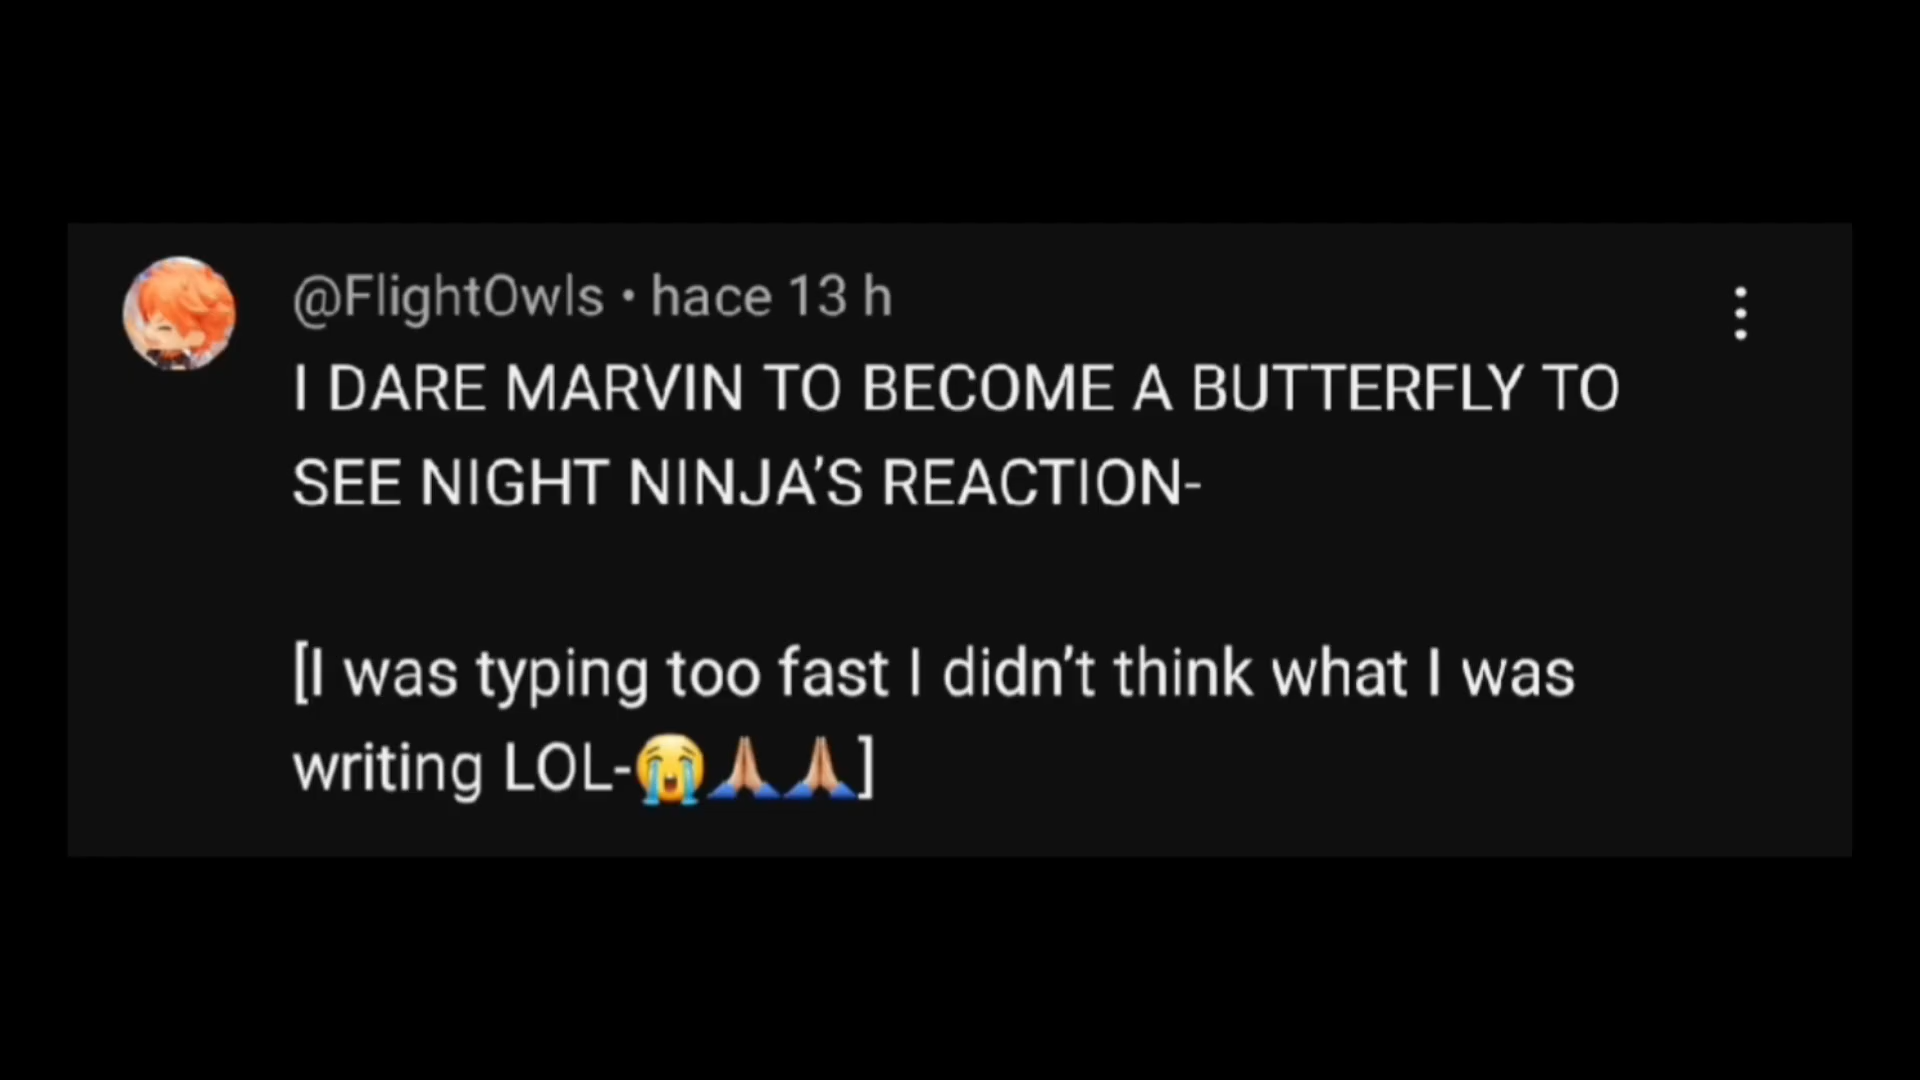 @FlightOwls • hace 13 h
I DARE MARVIN TO BECOME A BUTTERFLY TO
SEE NIGHT NINJA’S REACTION-
[I was typing too fast I didn’t think what I was
writing LOL-😭🙏🏼🙏🏼]